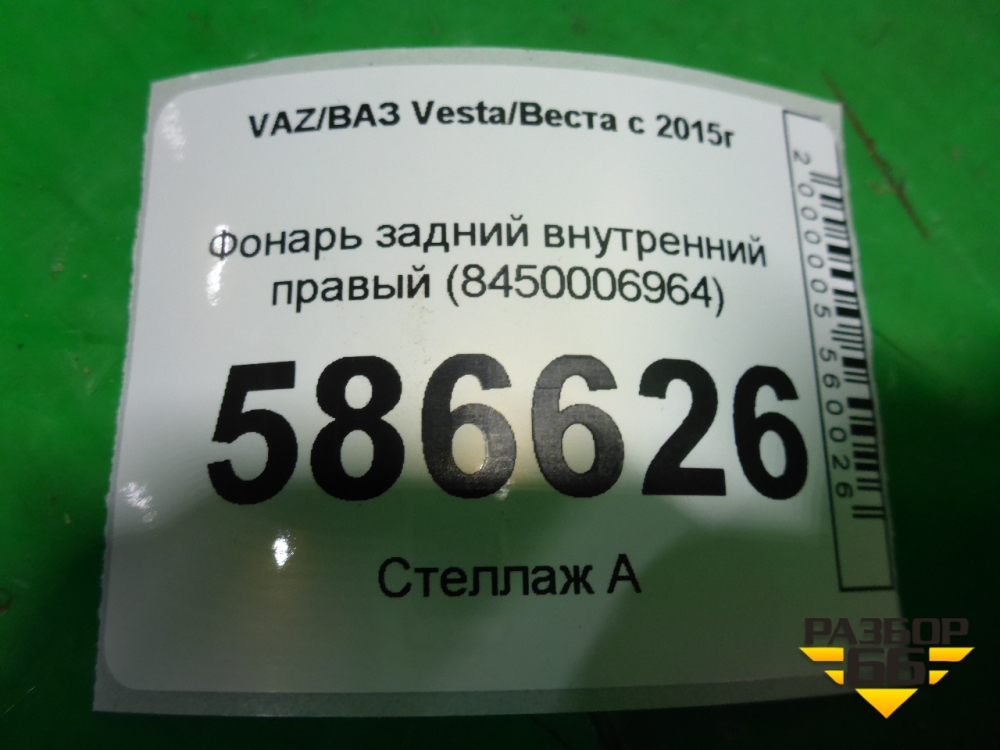 VAZ/ВАЗ Vesta/Веста с 2015г
Фонарь задний внутренний
правый (8450006964)
586626
Стеллаж А
2000005560026
РАЗБОР
66